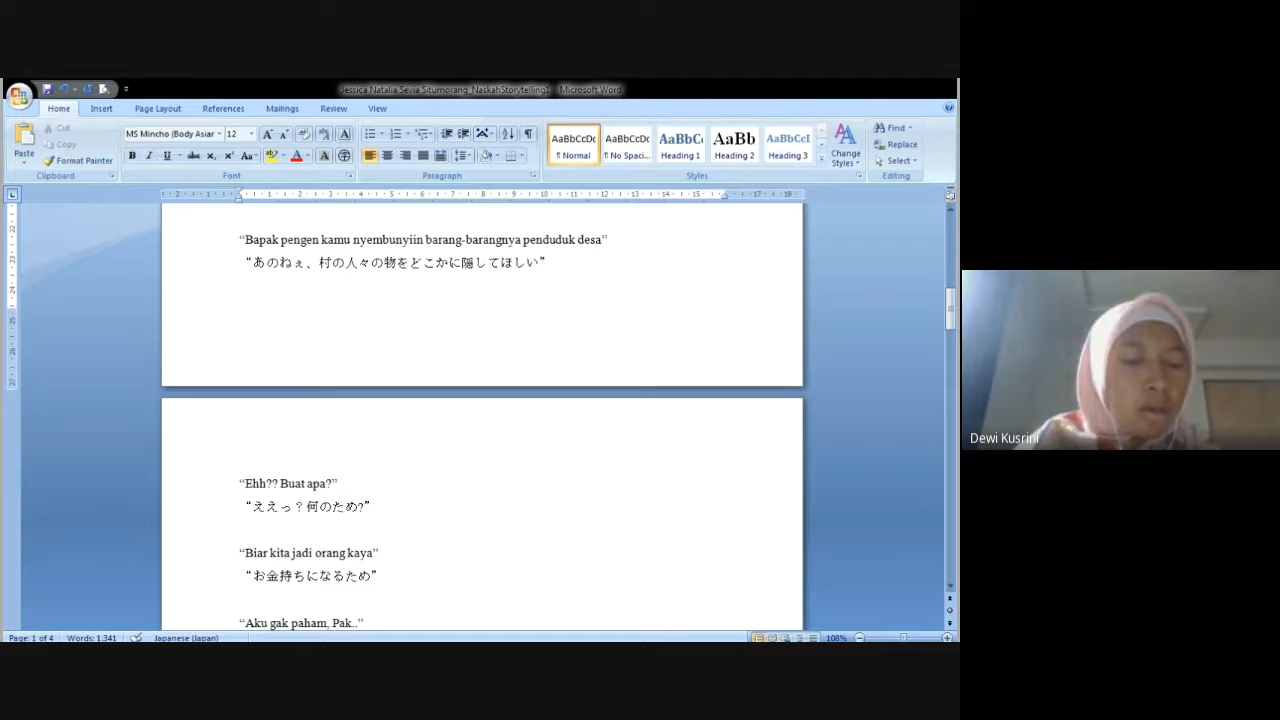 Jessica Natalia Sevia Situmorang_NaskahStorytelling1 - Microsoft Word
Home Insert Page Layout References Mailings Review View
Paste
Cut
Copy
Format Painter
Clipboard
MS Mincho (Body Asian 12
Font
Paragraph
AaBbCcDc AaBbCcDc AaBbC AaBb AaBbCcI
¶ Normal ¶ No Spaci... Heading 1 Heading 2 Heading 3
Change Styles
Styles
Find
Replace
Select
Editing
“Bapak pengen kamu nyembunyiin barang-barangnya penduduk desa”
“あのねぇ、村の人々の物をどこかに隠してほしい”
“Ehh?? Buat apa?”
“ええっ？何のため?”
“Biar kita jadi orang kaya”
“お金持ちになるため”
“Aku gak paham, Pak..”
Page: 1 of 4 Words: 1.341 Japanese (Japan) 108%
Dewi Kusrini